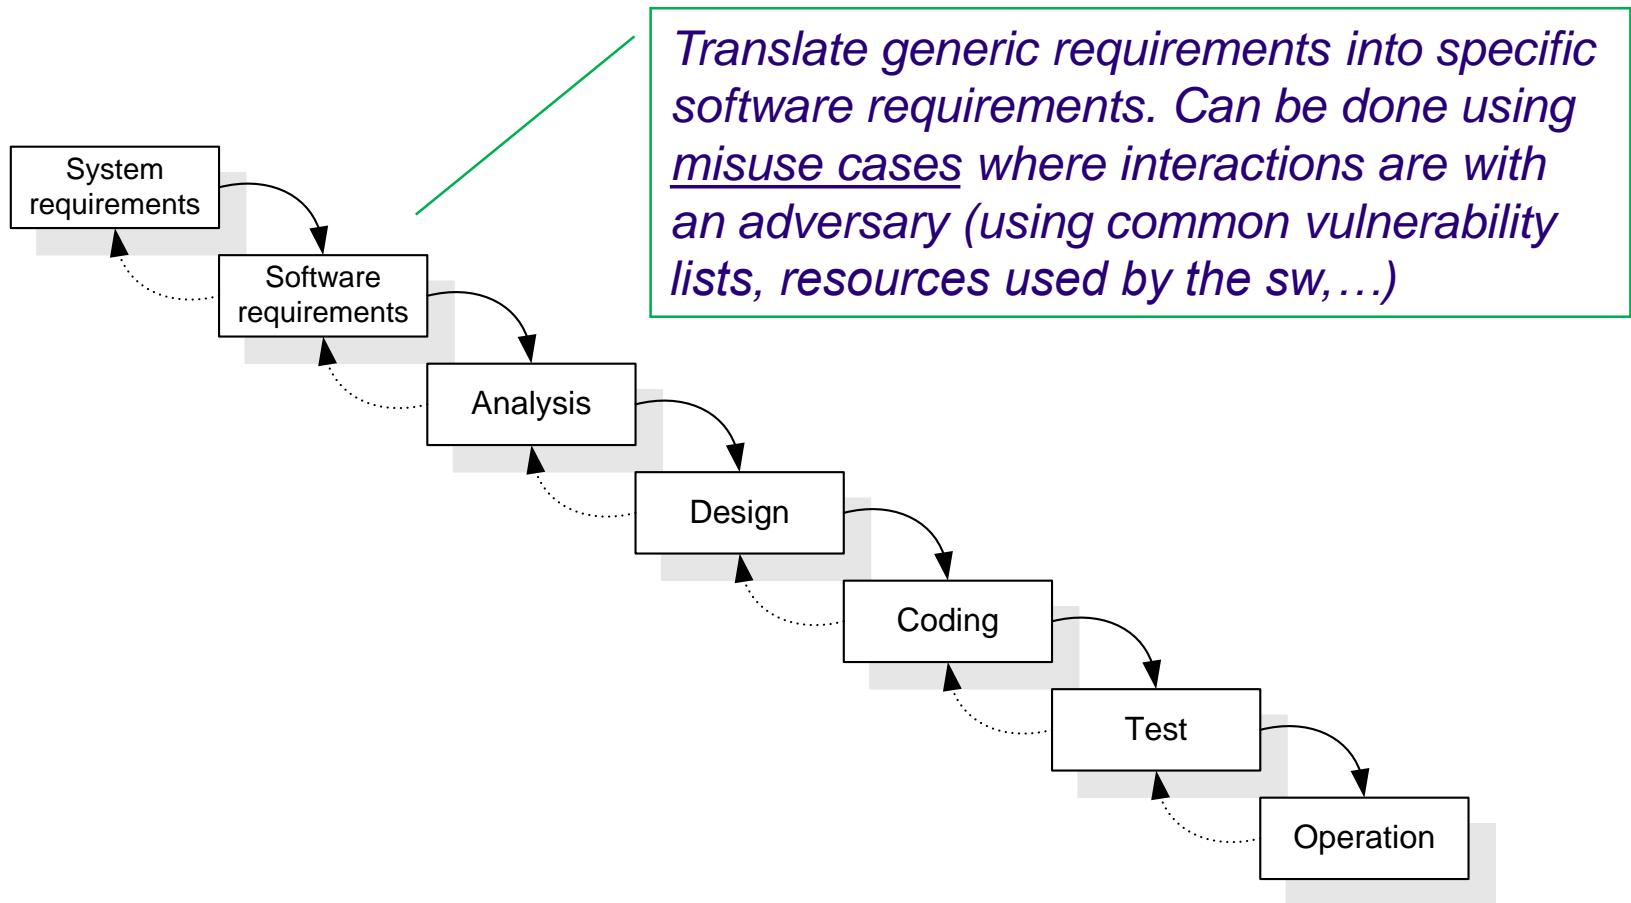 Translate generic requirements into specific
software requirements. Can be done using
misuse cases where interactions are with
an adversary (using common vulnerability
lists, resources used by the sw,…)
System
requirements
Software
requirements
Analysis
Design
Coding
Test
Operation